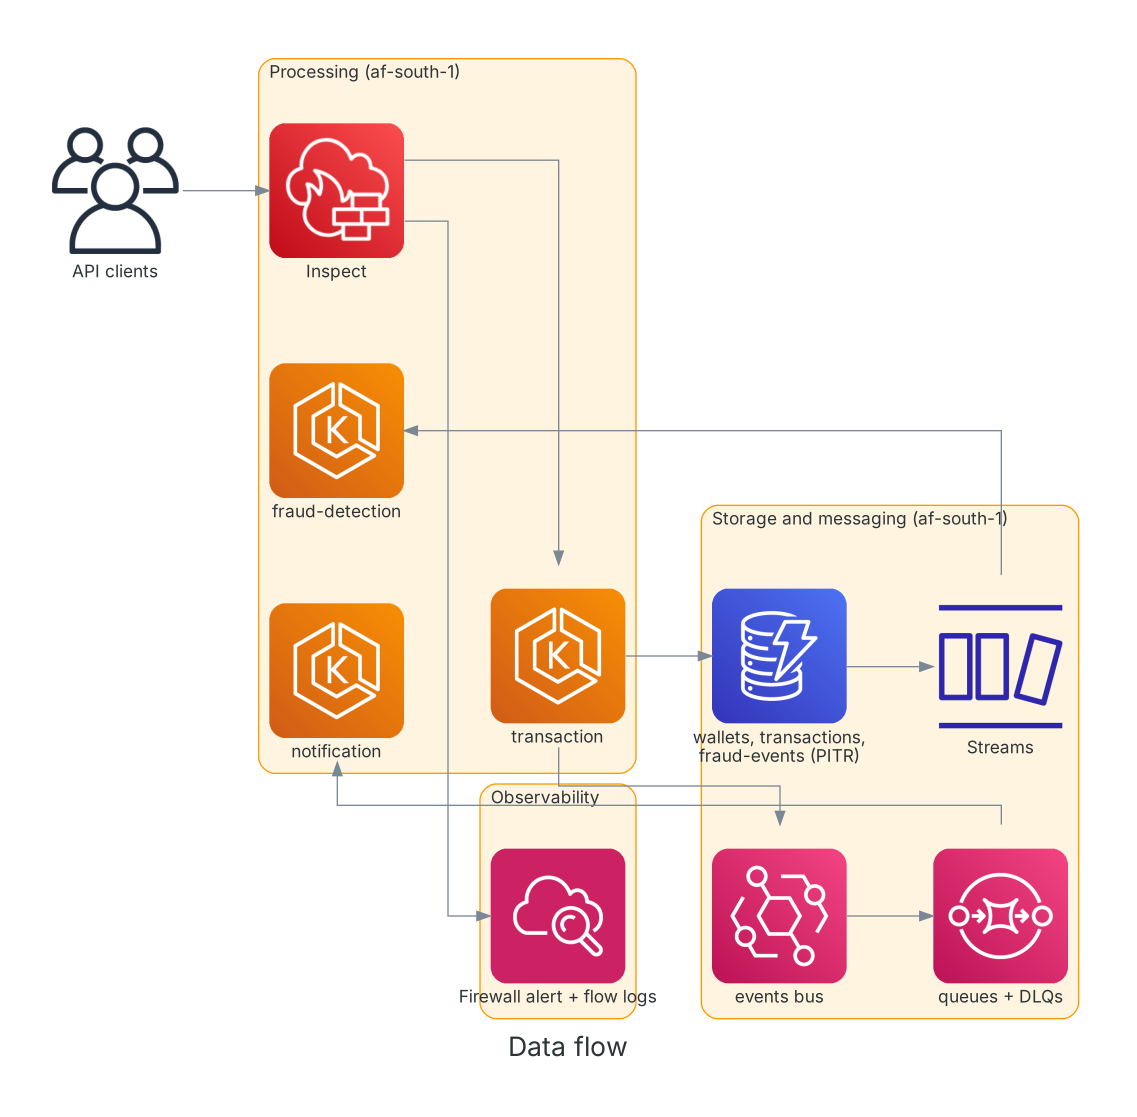 Processing (af-south-1)
API clients
Inspect
fraud-detection
Storage and messaging (af-south-1)
notification
transaction
wallets, transactions,
fraud-events (PITR)
Streams
Observability
Firewall alert + flow logs
events bus
queues + DLQs
Data flow